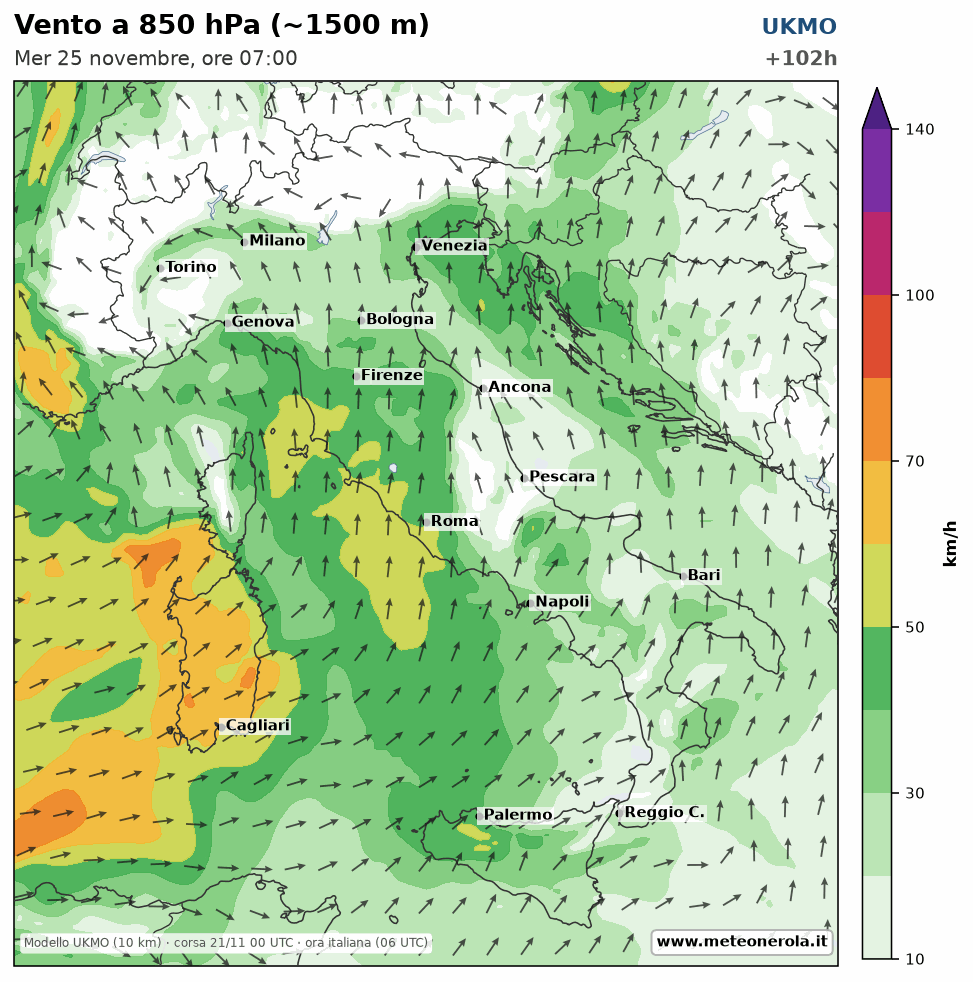 Vento a 850 hPa (~1500 m)
UKMO
Mer 25 novembre, ore 07:00
+102h
140
100
70
50
30
10
km/h
Milano
Venezia
Torino
Genova
Bologna
Firenze
Ancona
Pescara
Roma
Bari
Napoli
Cagliari
Palermo
Reggio C.
Modello UKMO (10 km) · corsa 21/11 00 UTC · ora italiana (06 UTC)
www.meteonerola.it